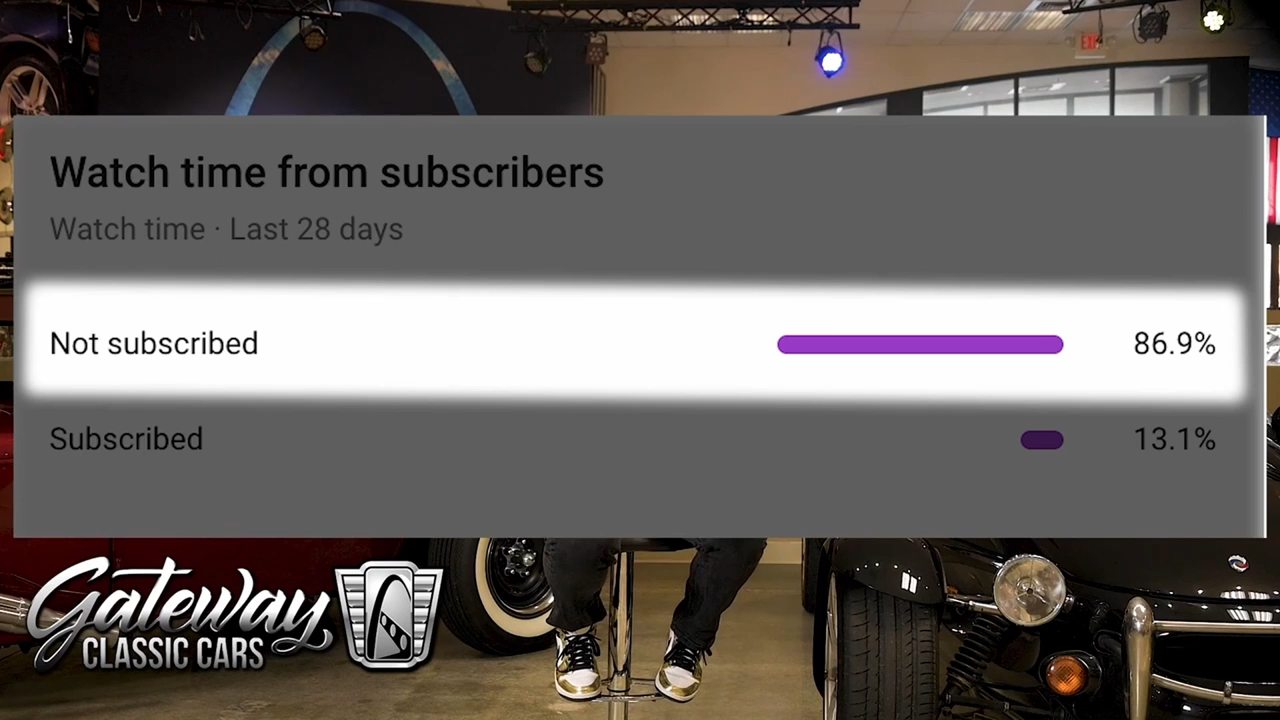 EXIT
Watch time from subscribers
Watch time · Last 28 days
Not subscribed 86.9%
Subscribed 13.1%
Gateway
CLASSIC CARS